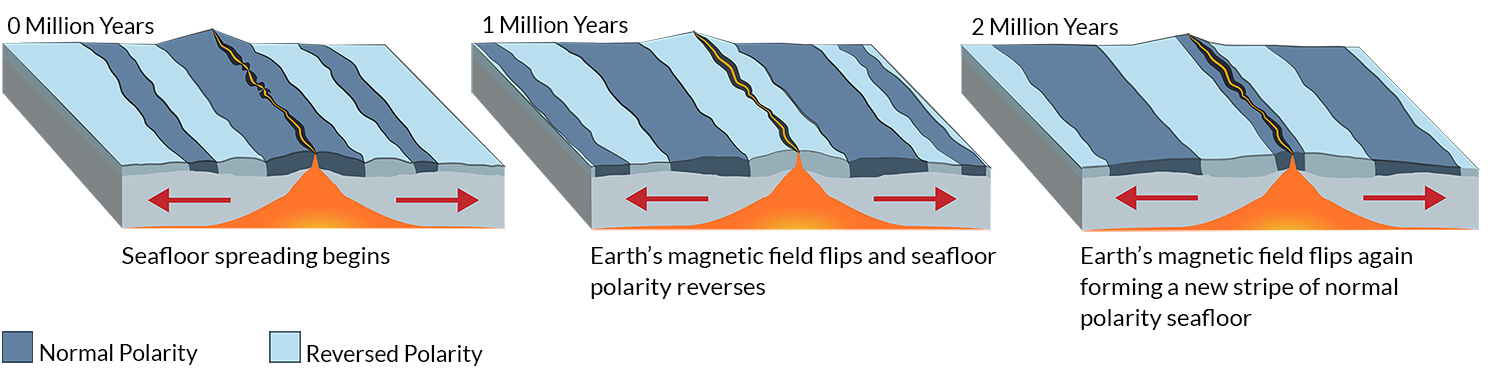 0 Million Years
1 Million Years
2 Million Years
Seafloor spreading begins
Earth’s magnetic field flips and seafloor
polarity reverses
Earth’s magnetic field flips again
forming a new stripe of normal
polarity seafloor
Normal Polarity
Reversed Polarity